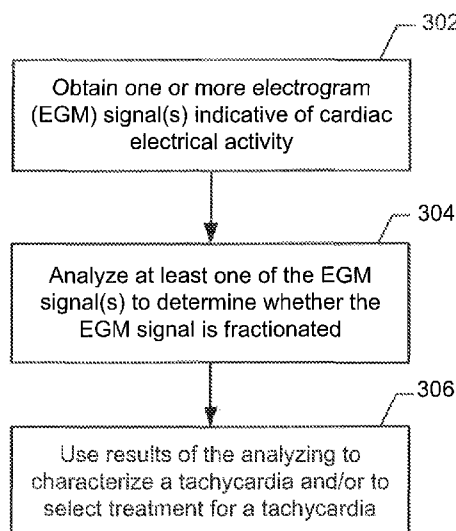 302
Obtain one or more electrogram
(EGM) signal(s) indicative of cardiac
electrical activity
304
Analyze at least one of the EGM
signal(s) to determine whether the
EGM signal is fractionated
306
Use results of the analyzing to
characterize a tachycardia and/or to
select treatment for a tachycardia